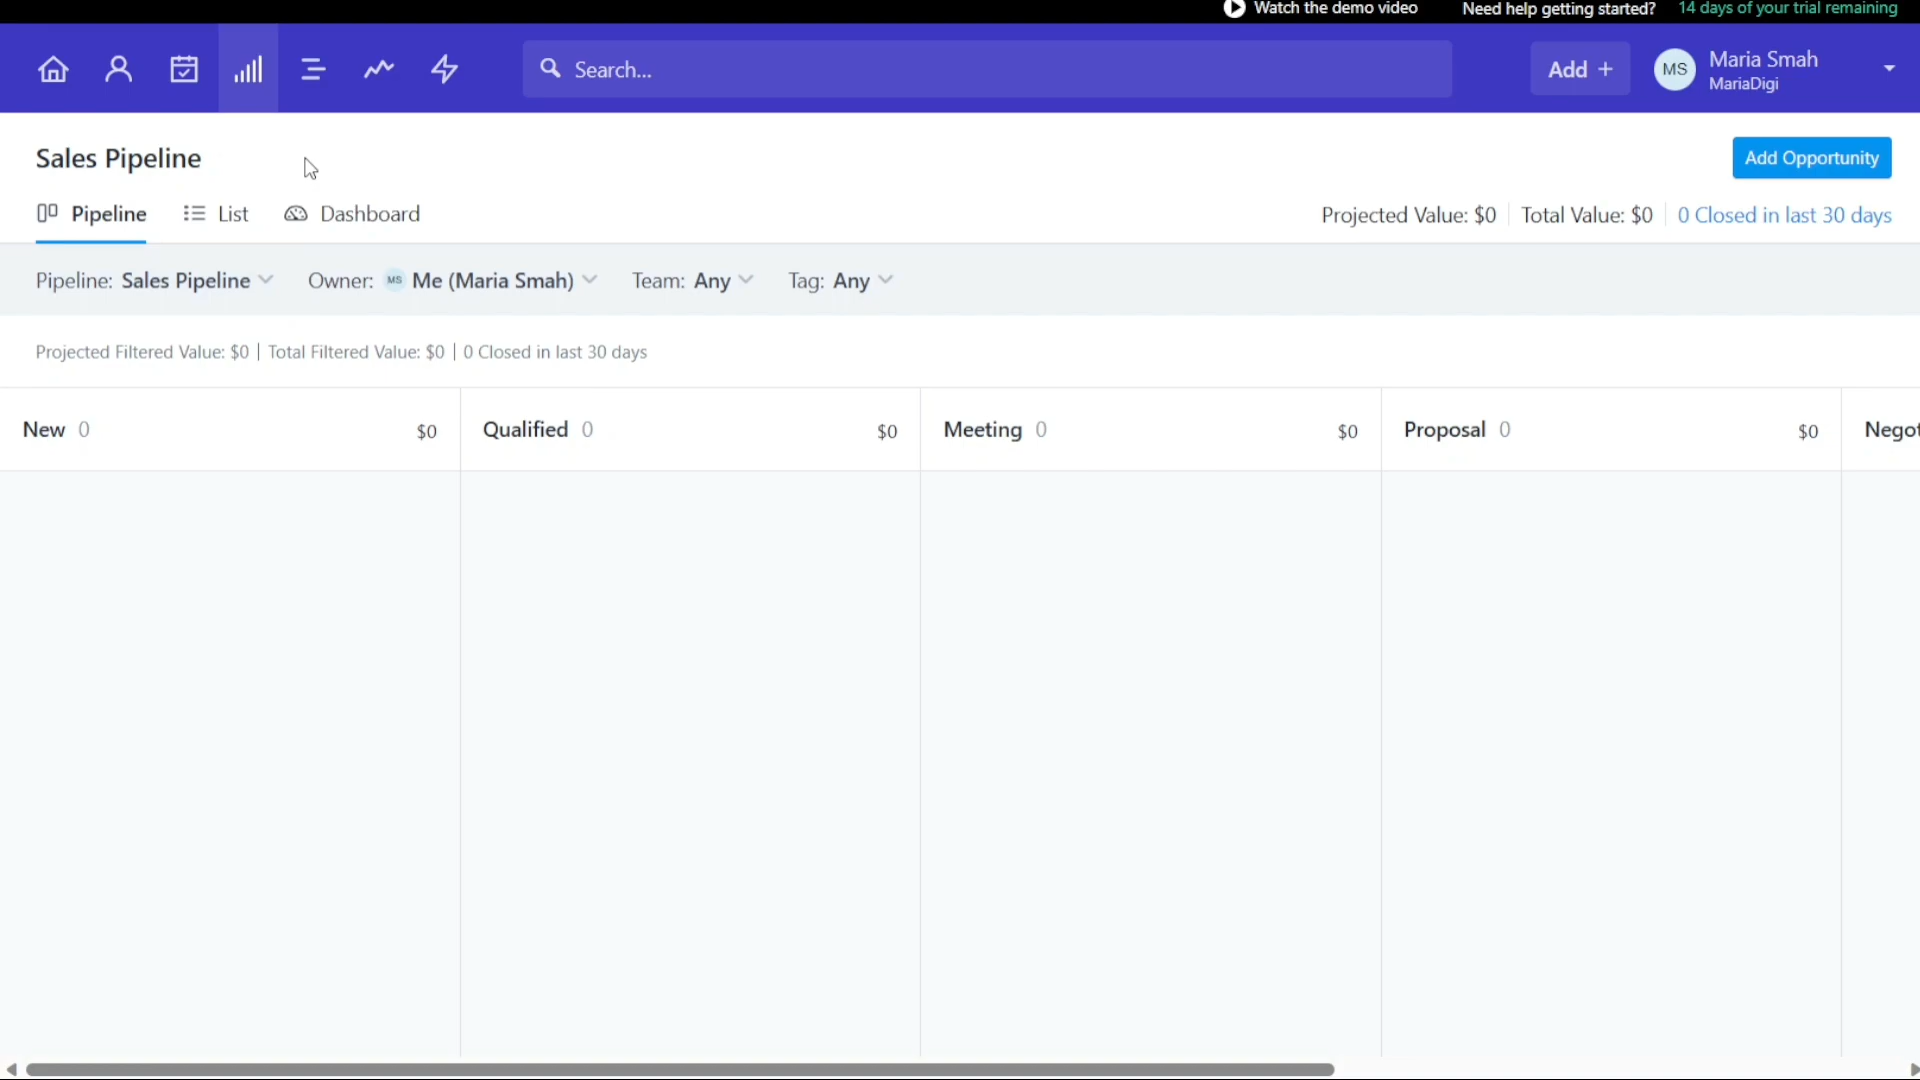 Watch the demo video Need help getting started? 14 days of your trial remaining
Search... Add + MS Maria Smah
MariaDigi
Sales Pipeline Add Opportunity
Pipeline List Dashboard Projected Value: $0 Total Value: $0 0 Closed in last 30 days
Pipeline: Sales Pipeline Owner: MS Me (Maria Smah) Team: Any Tag: Any
Projected Filtered Value: $0 | Total Filtered Value: $0 | 0 Closed in last 30 days
New 0 $0 Qualified 0 $0 Meeting 0 $0 Proposal 0 $0 Negot